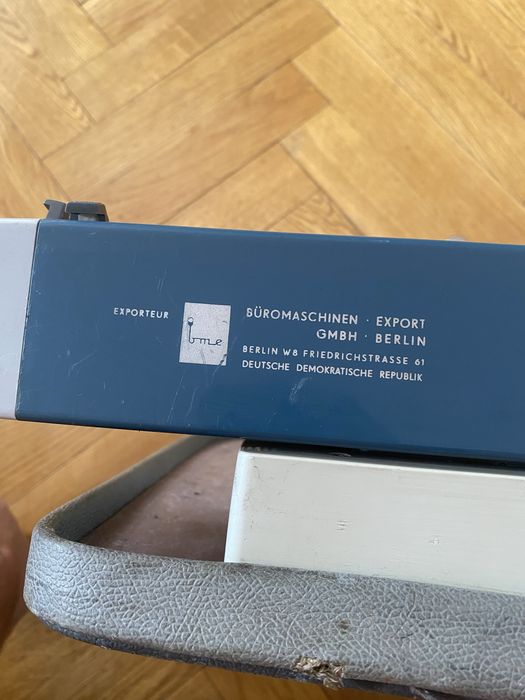 EXPORTEUR
bme
BÜROMASCHINEN · EXPORT
GMBH · BERLIN
BERLIN W8 FRIEDRICHSTRASSE 61
DEUTSCHE DEMOKRATISCHE REPUBLIK